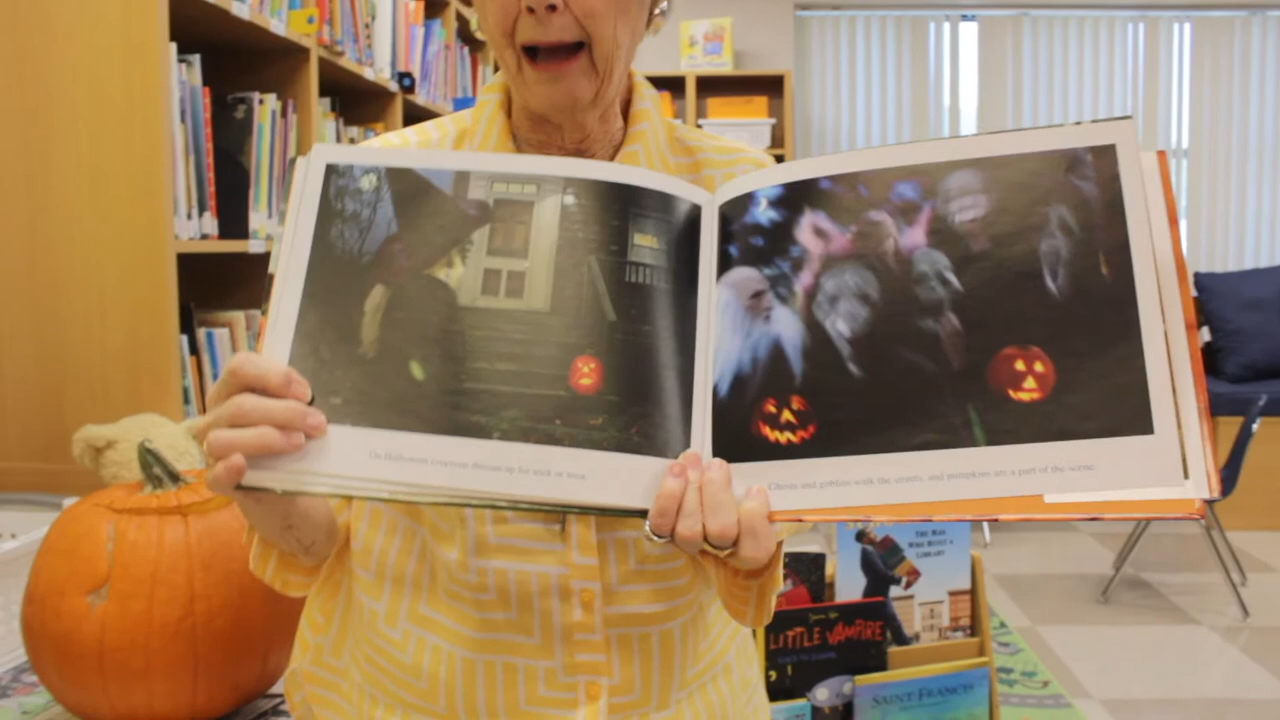 On Halloween everyone dresses up for trick or treat.
Ghosts and goblins walk the streets, and pumpkins are a part of the scene.
THE MAN
WHO BUILT A
LIBRARY
LITTLE VAMPIRE
SAINT FRANCIS